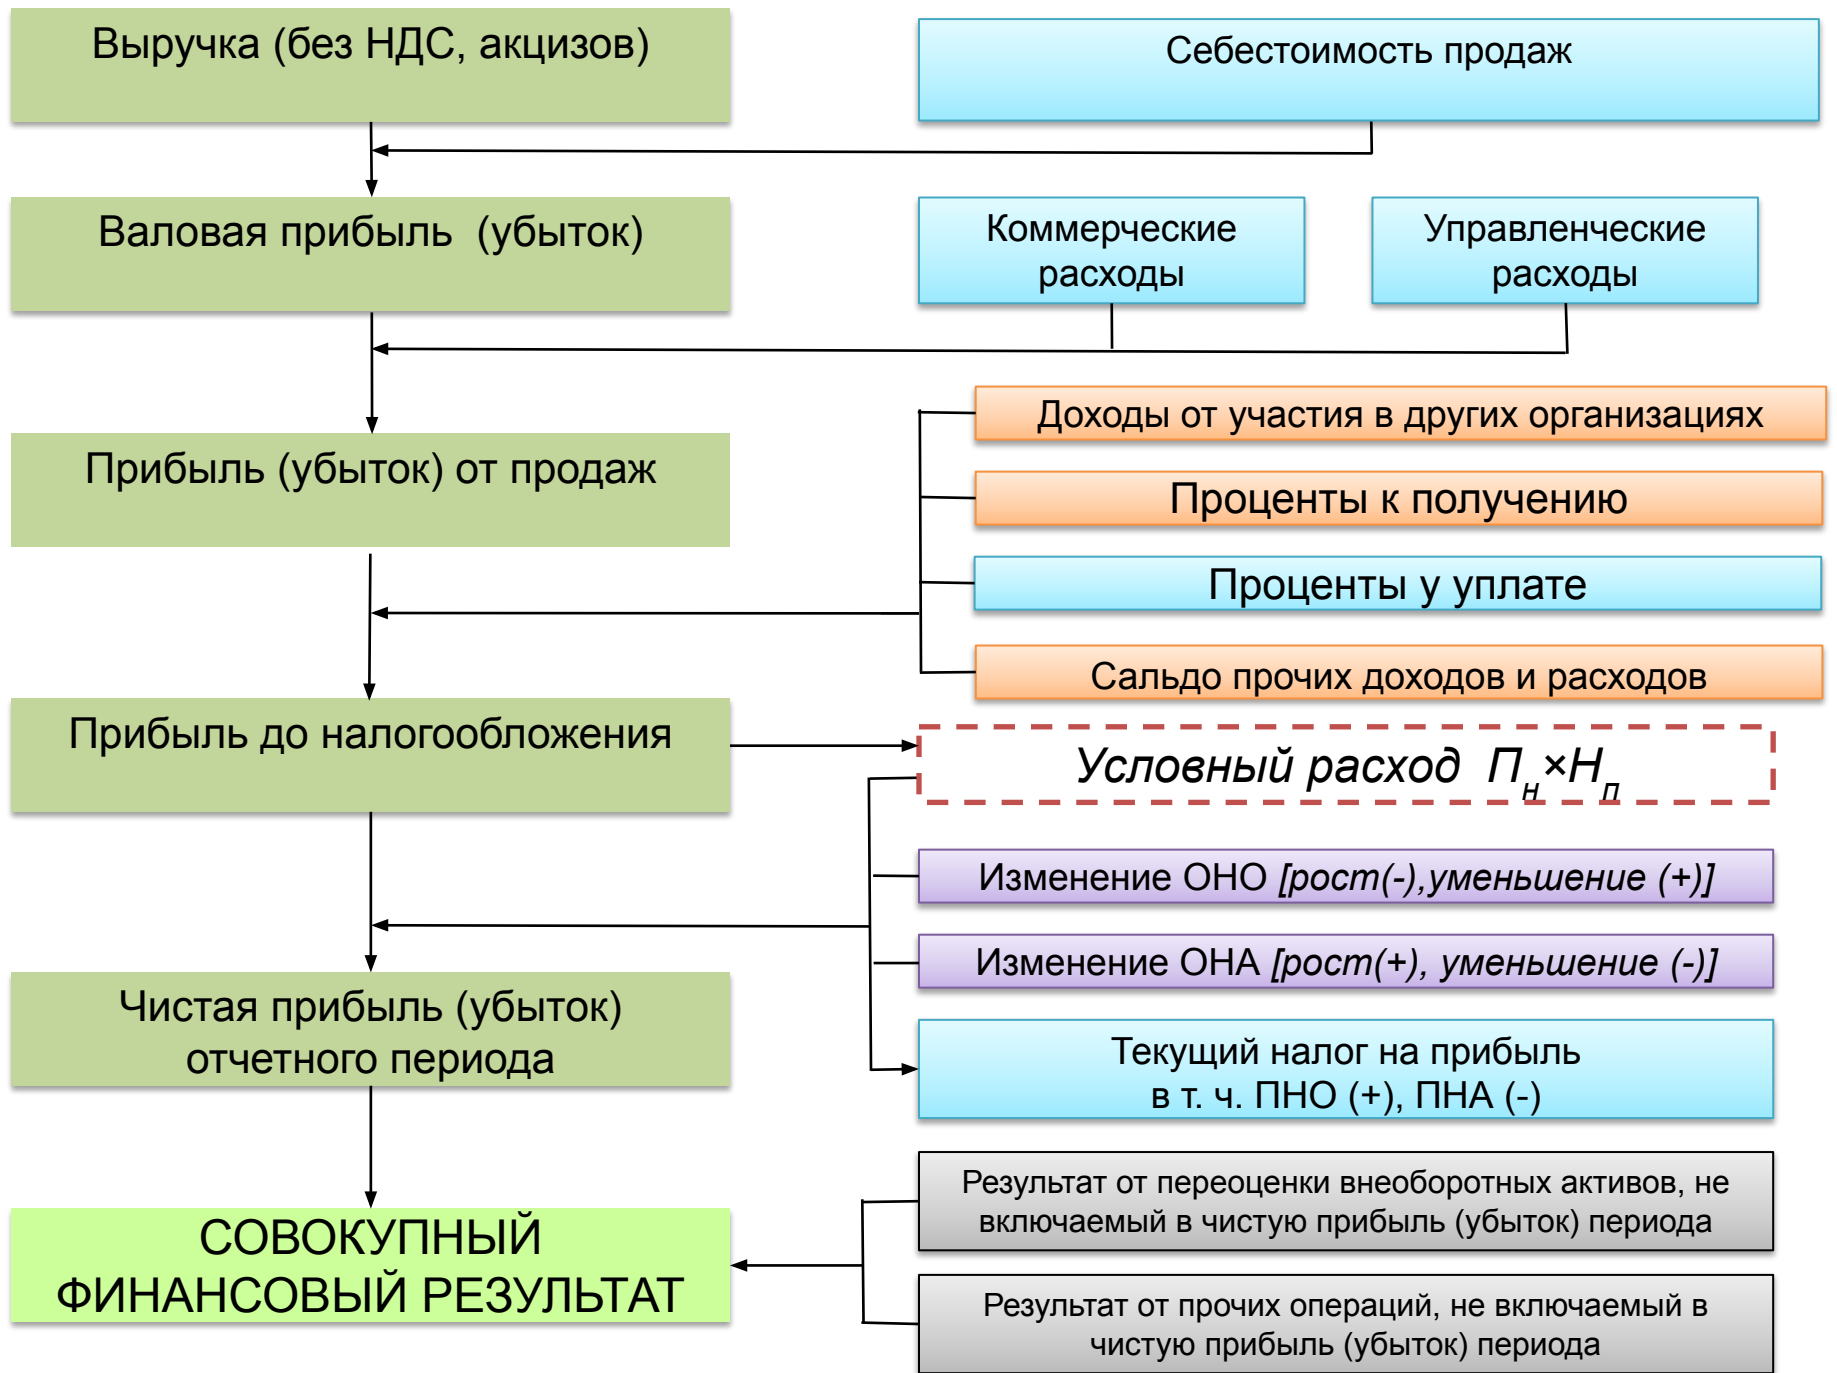 Выручка (без НДС, акцизов)
Себестоимость продаж
Валовая прибыль (убыток)
Коммерческие
расходы
Управленческие
расходы
Доходы от участия в других организациях
Прибыль (убыток) от продаж
Проценты к получению
Проценты у уплате
Сальдо прочих доходов и расходов
Прибыль до налогообложения
Условный расход Пн×Нп
Изменение ОНО [рост(-),уменьшение (+)]
Изменение ОНА [рост(+), уменьшение (-)]
Чистая прибыль (убыток)
отчетного периода
Текущий налог на прибыль
в т. ч. ПНО (+), ПНА (-)
Результат от переоценки внеоборотных активов, не
включаемый в чистую прибыль (убыток) периода
СОВОКУПНЫЙ
ФИНАНСОВЫЙ РЕЗУЛЬТАТ
Результат от прочих операций, не включаемый в
чистую прибыль (убыток) периода